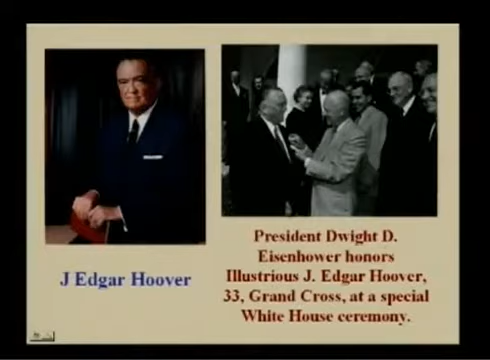 J Edgar Hoover
President Dwight D.
Eisenhower honors
Illustrious J. Edgar Hoover,
33, Grand Cross, at a special
White House ceremony.